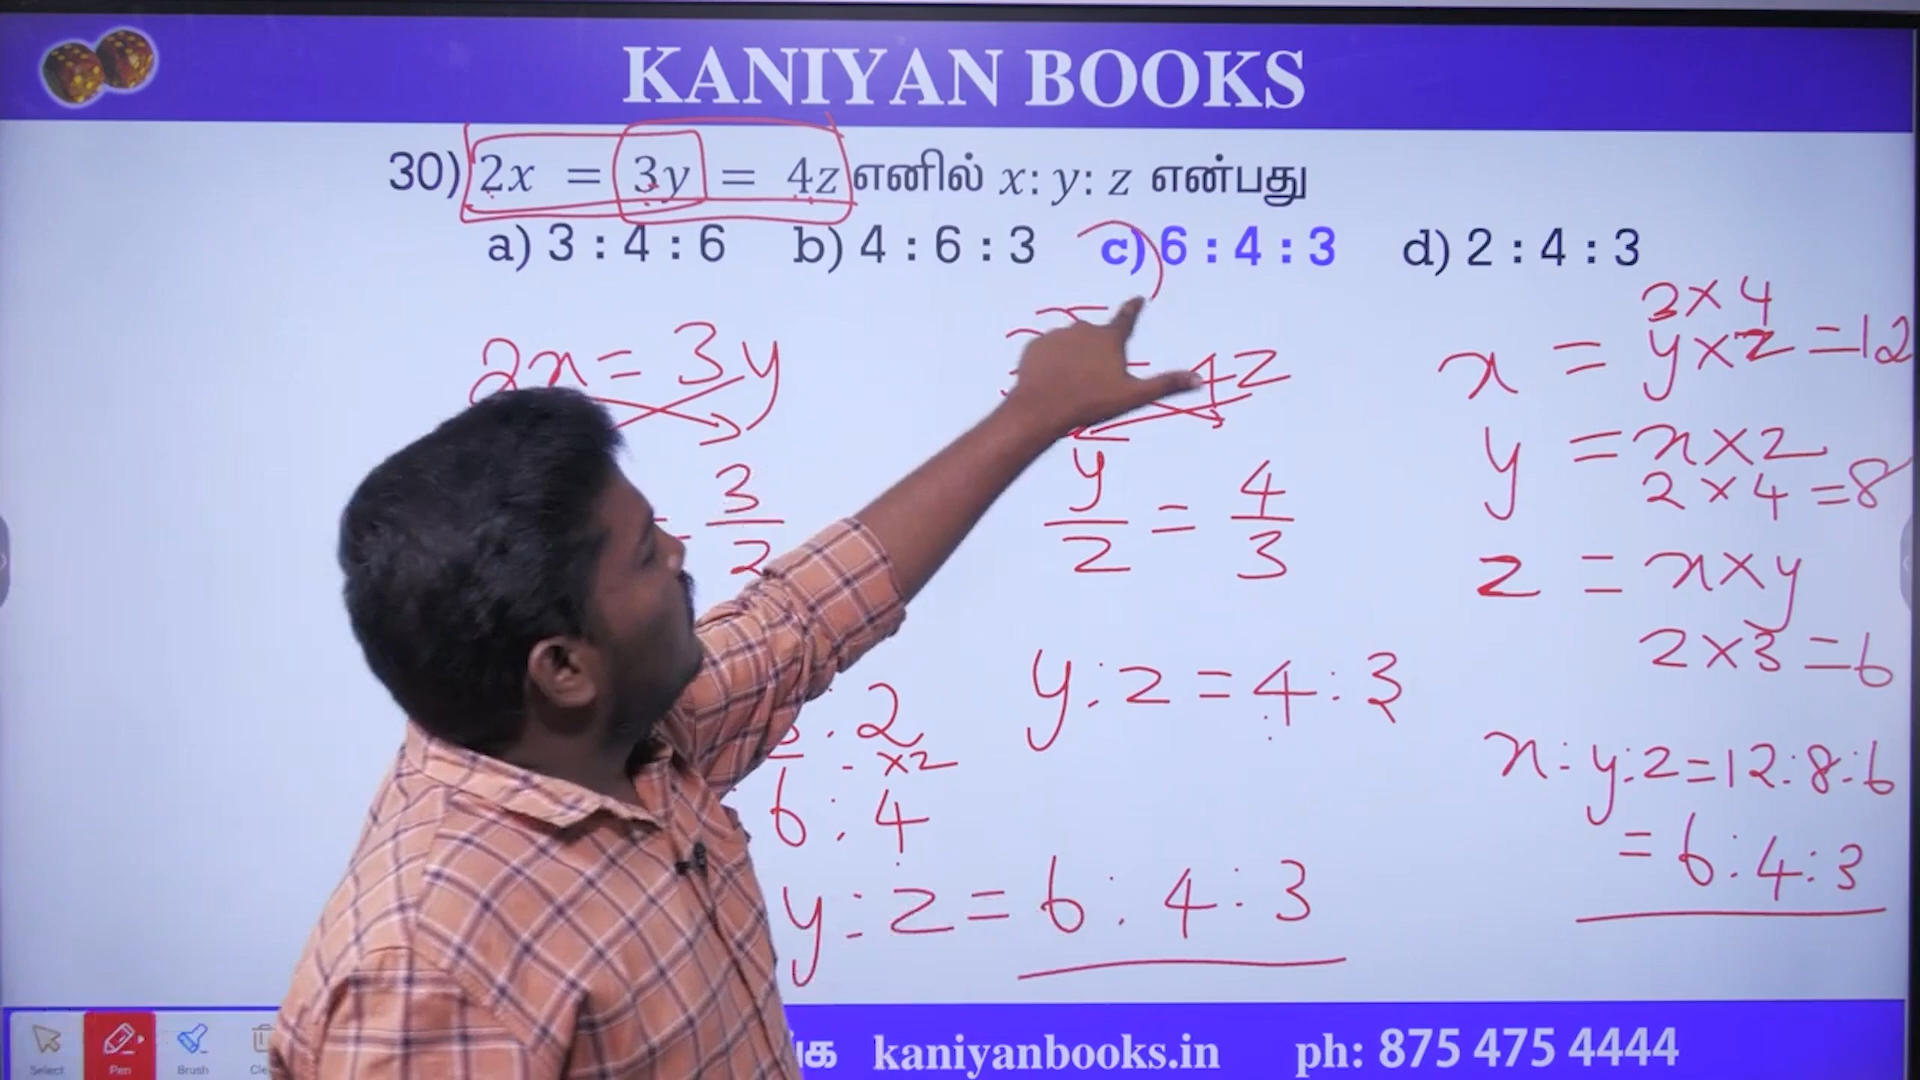 KANIYAN BOOKS
30) 2x = 3y = 4z எனில் x: y: z என்பது
a) 3 : 4 : 6 b) 4 : 6 : 3 c) 6 : 4 : 3 d) 2 : 4 : 3
2x = 3y
= 3/2
: 2
× 2
6 : 4
y : z = 6 : 4 : 3
4z
y/z = 4/3
y : z = 4 : 3
3 × 4
x = y × z = 12
y = x × z
2 × 4 = 8
z = x × y
2 × 3 = 6
x : y : z = 12 : 8 : 6
= 6 : 4 : 3
Select Pen Brush
kaniyanbooks.in ph: 875 475 4444